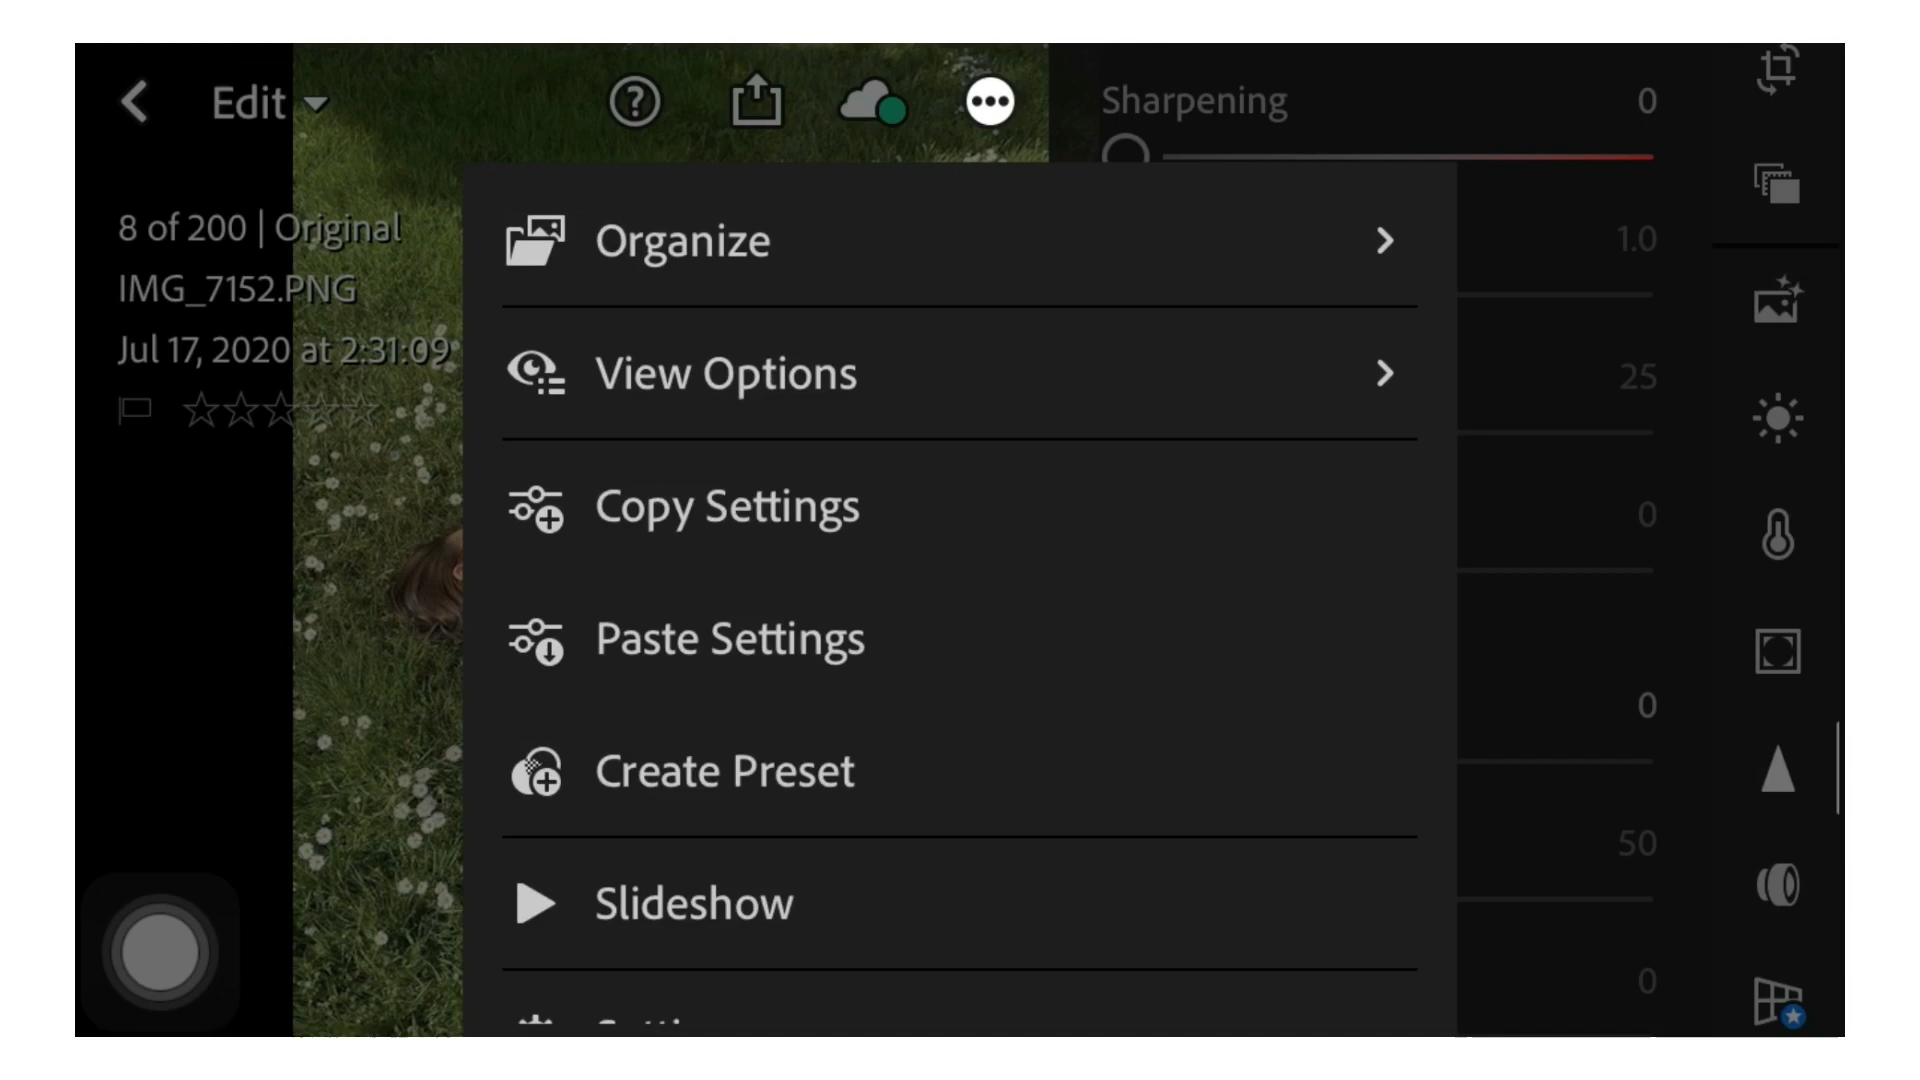 Edit
Sharpening 0
8 of 200 | Original
IMG_7152.PNG
Jul 17, 2020 at 2:31:09
Organize
1.0
View Options
25
Copy Settings
0
Paste Settings
0
Create Preset
50
Slideshow
0